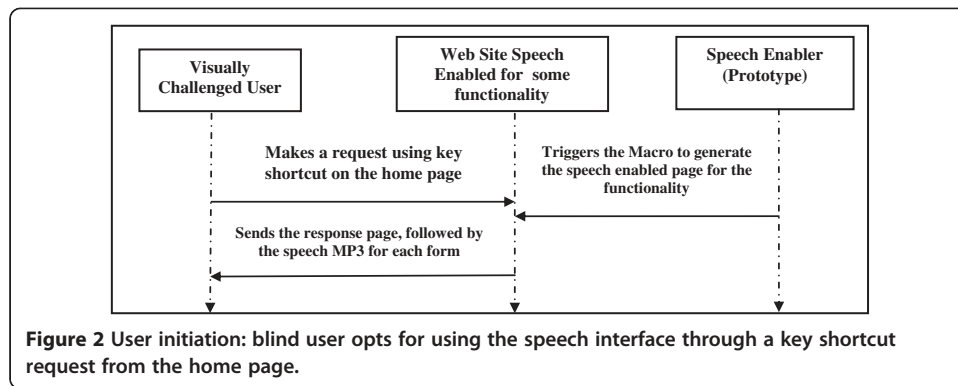 Visually
Challenged User
Web Site Speech
Enabled for some
functionality
Speech Enabler
(Prototype)
Makes a request using key
shortcut on the home page
Triggers the Macro to generate
the speech enabled page for the
functionality
Sends the response page, followed by
the speech MP3 for each form
Figure 2 User initiation: blind user opts for using the speech interface through a key shortcut
request from the home page.